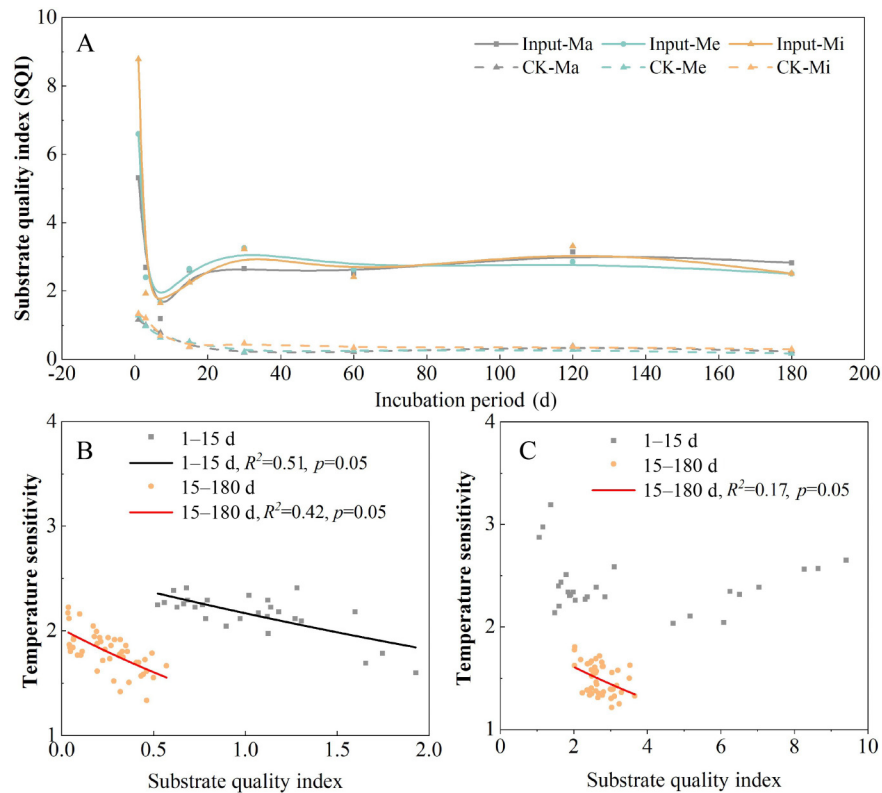 A
Substrate quality index (SQI)
10
8
6
4
2
0
Input-Ma Input-Me Input-Mi
CK-Ma CK-Me CK-Mi
-20 0 20 40 60 80 100 120 140 160 180 200
Incubation period (d)
B
Temperature sensitivity
4
3
2
1
1–15 d
1–15 d, R²=0.51, p=0.05
15–180 d
15–180 d, R²=0.42, p=0.05
0.0 0.5 1.0 1.5 2.0
Substrate quality index
C
Temperature sensitivity
4
3
2
1
1–15 d
15–180 d
15–180 d, R²=0.17, p=0.05
0 2 4 6 8 10
Substrate quality index